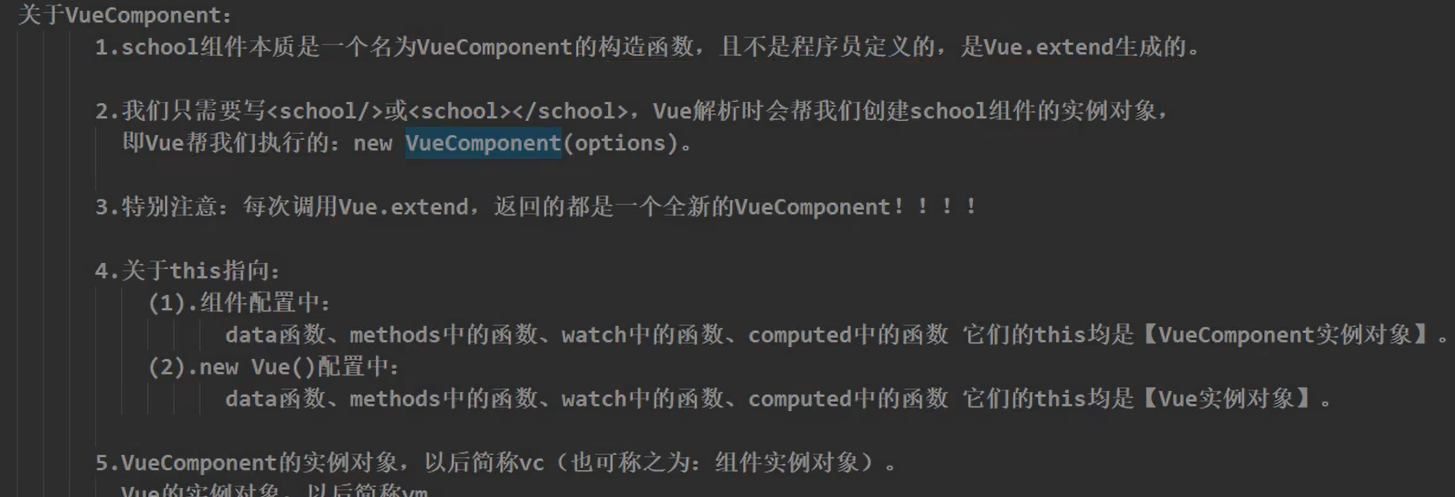 关于VueComponent：
1.school组件本质是一个名为VueComponent的构造函数，且不是程序员定义的，是Vue.extend生成的。
2.我们只需要写<school/>或<school></school>，Vue解析时会帮我们创建school组件的实例对象，
即Vue帮我们执行的：new VueComponent(options)。
3.特别注意：每次调用Vue.extend，返回的都是一个全新的VueComponent！！！！
4.关于this指向：
(1).组件配置中：
data函数、methods中的函数、watch中的函数、computed中的函数 它们的this均是【VueComponent实例对象】。
(2).new Vue()配置中：
data函数、methods中的函数、watch中的函数、computed中的函数 它们的this均是【Vue实例对象】。
5.VueComponent的实例对象，以后简称vc（也可称之为：组件实例对象）。
Vue的实例对象，以后简称vm